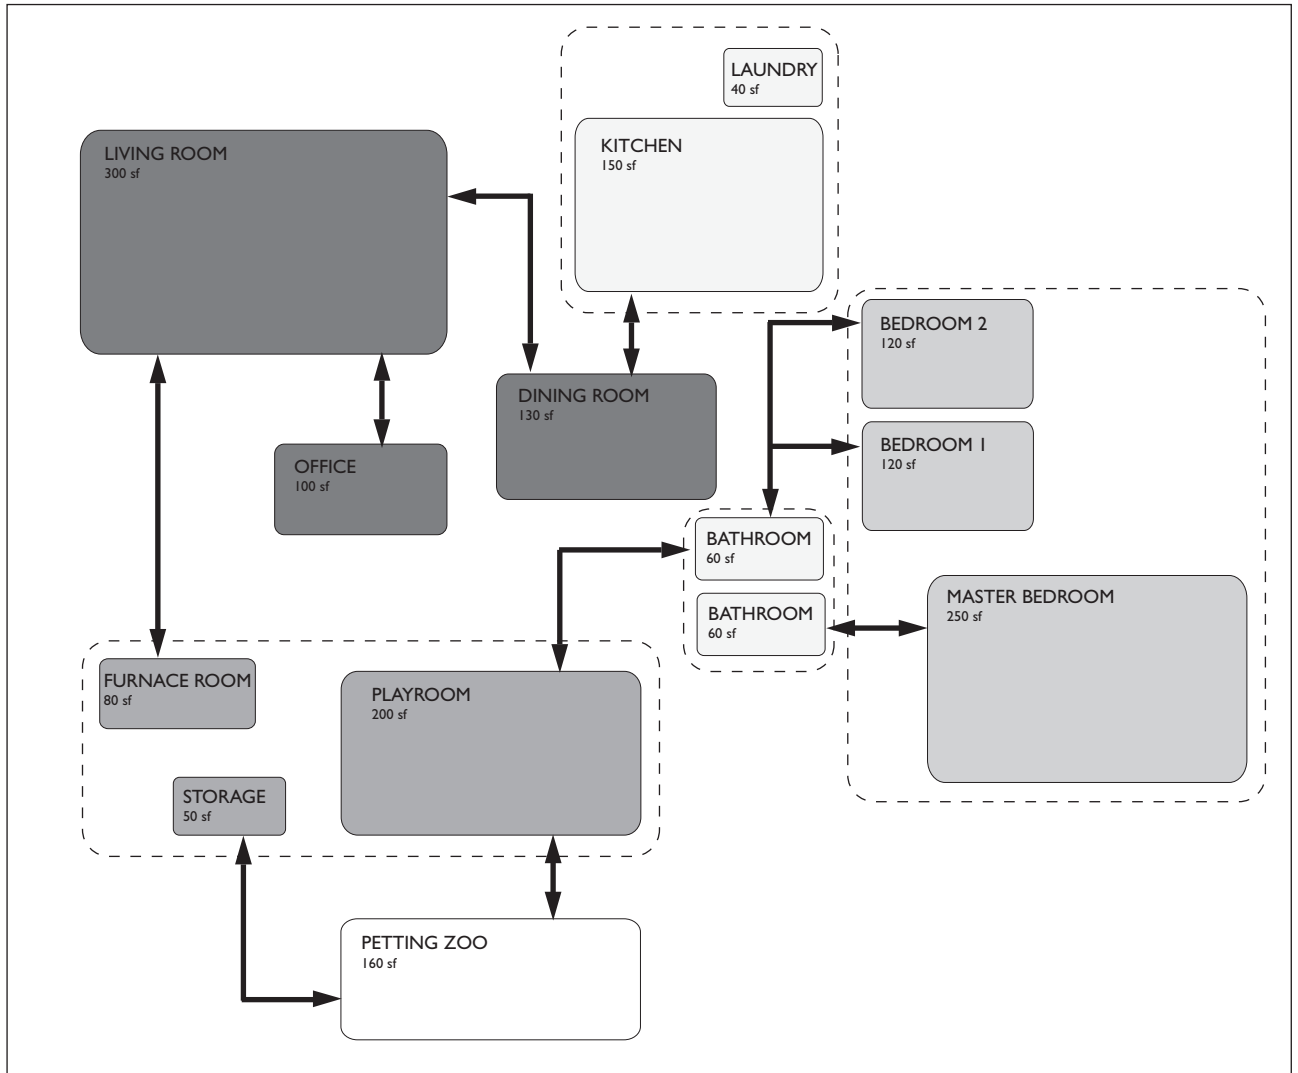 LAUNDRY
40 sf
KITCHEN
150 sf
LIVING ROOM
300 sf
BEDROOM 2
120 sf
DINING ROOM
130 sf
BEDROOM 1
120 sf
OFFICE
100 sf
BATHROOM
60 sf
BATHROOM
60 sf
MASTER BEDROOM
250 sf
FURNACE ROOM
80 sf
PLAYROOM
200 sf
STORAGE
50 sf
PETTING ZOO
160 sf